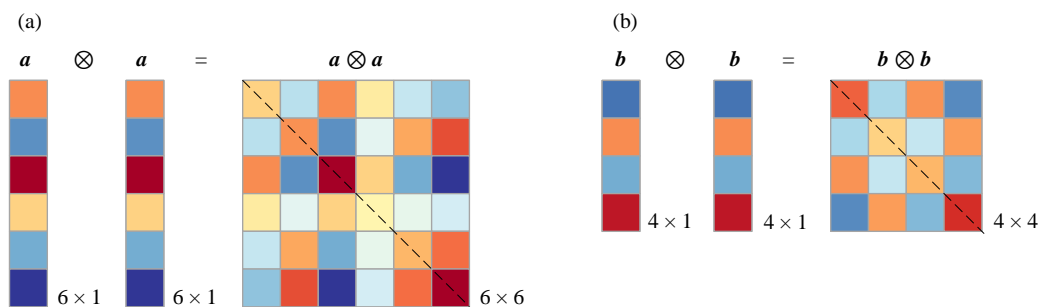 (a)
a ⊗ a = a ⊗ a
6 × 1
6 × 1
6 × 6
(b)
b ⊗ b = b ⊗ b
4 × 1
4 × 1
4 × 4